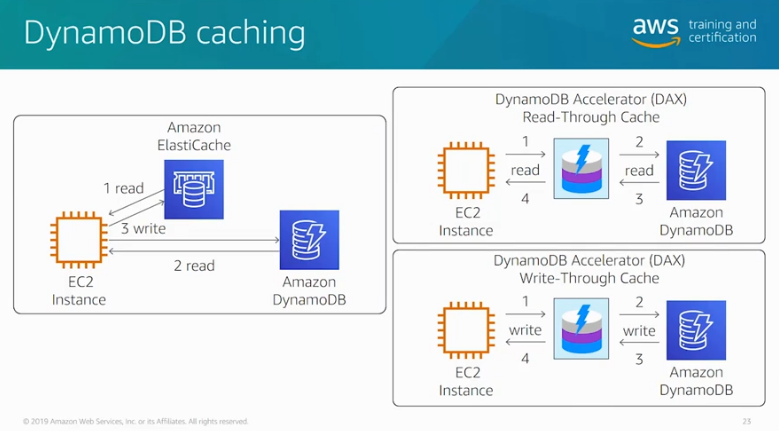 DynamoDB caching
aws
training and
certification
Amazon
ElastiCache
1 read
3 write
2 read
EC2
Instance
Amazon
DynamoDB
DynamoDB Accelerator (DAX)
Read-Through Cache
1
2
read
read
4
3
EC2
Instance
Amazon
DynamoDB
DynamoDB Accelerator (DAX)
Write-Through Cache
1
2
write
write
4
3
EC2
Instance
Amazon
DynamoDB
© 2019 Amazon Web Services, Inc. or its Affiliates. All rights reserved.
23